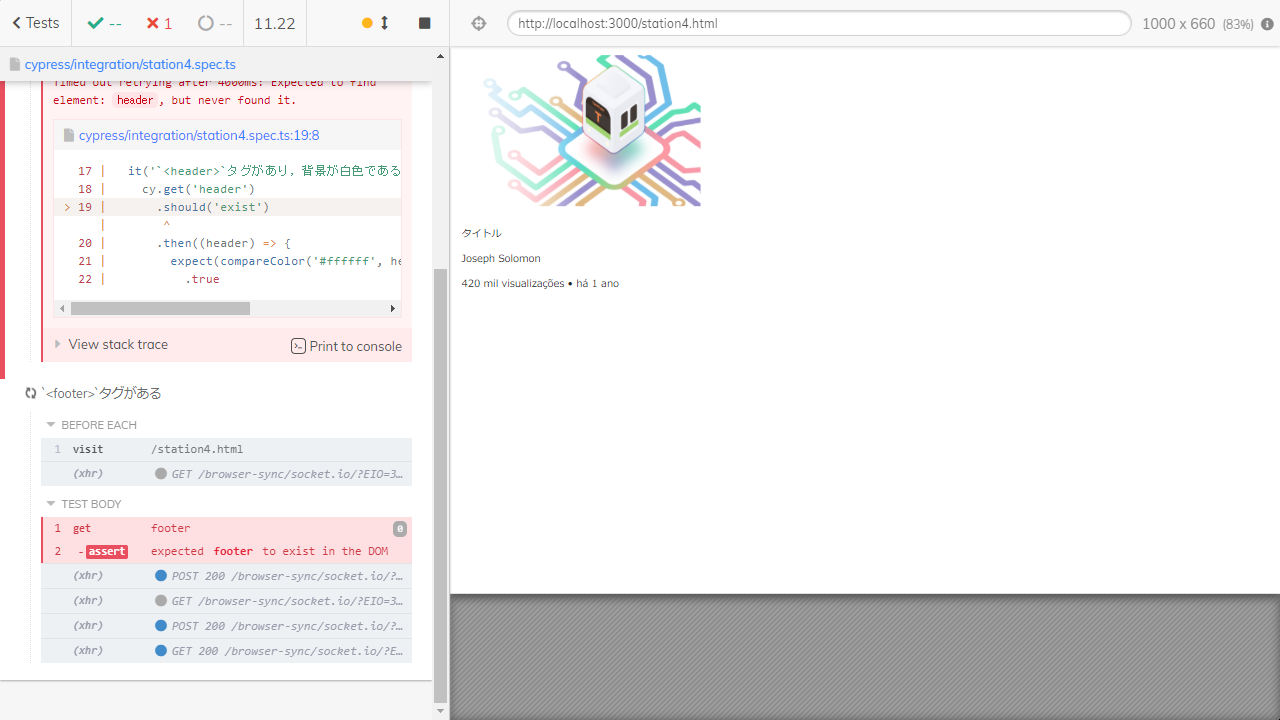 Tests
--
1
--
11.22
http://localhost:3000/station4.html
1000 x 660 (83%)
cypress/integration/station4.spec.ts
Timed out retrying after 4000ms: Expected to find
element: header, but never found it.
cypress/integration/station4.spec.ts:19:8
17 |   it('`<header>`タグがあり，背景が白色である
18 |     cy.get('header')
> 19 |       .should('exist')
|        ^
20 |       .then((header) => {
21 |         expect(compareColor('#ffffff', he
22 |           .true
View stack trace
Print to console
`<footer>`タグがある
BEFORE EACH
1 visit /station4.html
(xhr) GET /browser-sync/socket.io/?EIO=3…
TEST BODY
1 get footer 0
2 -assert expected footer to exist in the DOM
(xhr) POST 200 /browser-sync/socket.io/?…
(xhr) GET /browser-sync/socket.io/?EIO=3…
(xhr) POST 200 /browser-sync/socket.io/?…
(xhr) GET 200 /browser-sync/socket.io/?E…
T
タイトル
Joseph Solomon
420 mil visualizações • há 1 ano